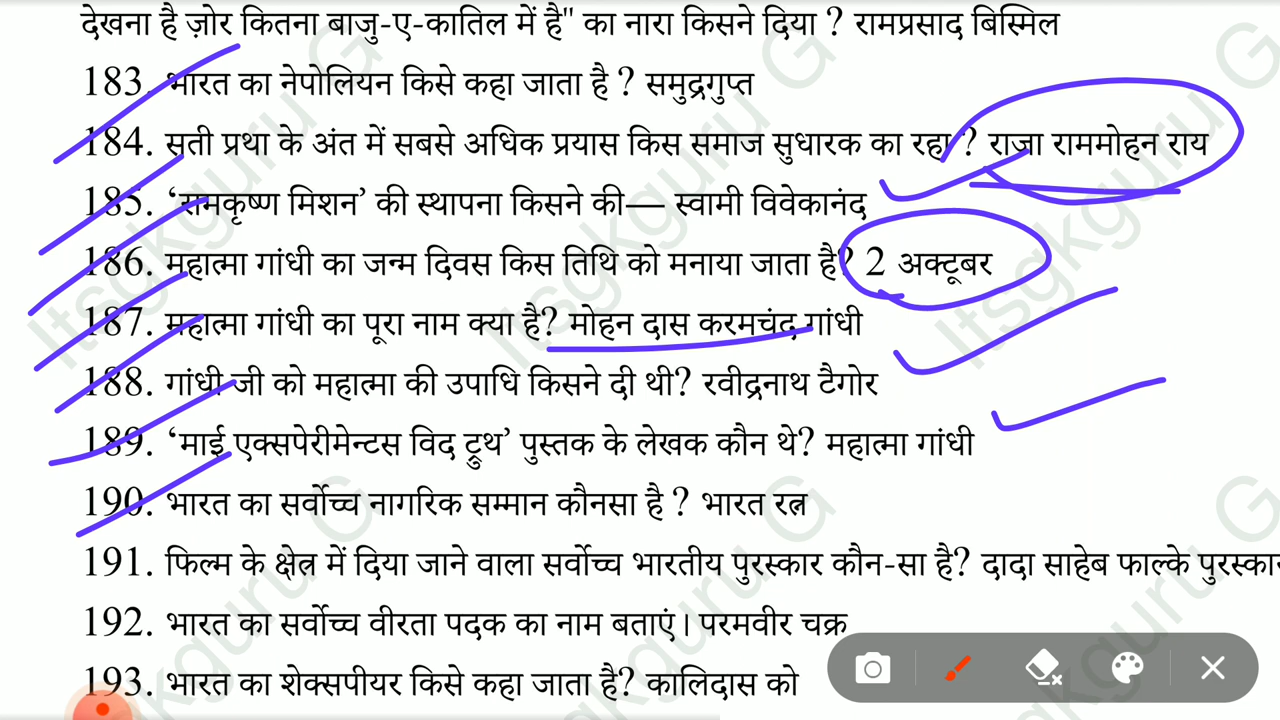 देखना है ज़ोर कितना बाजु-ए-कातिल में है" का नारा किसने दिया ? रामप्रसाद बिस्मिल
183. भारत का नेपोलियन किसे कहा जाता है ? समुद्रगुप्त
184. सती प्रथा के अंत में सबसे अधिक प्रयास किस समाज सुधारक का रहा ? राजा राममोहन राय
185. ‘रामकृष्ण मिशन’ की स्थापना किसने की— स्वामी विवेकानंद
186. महात्मा गांधी का जन्म दिवस किस तिथि को मनाया जाता है? 2 अक्टूबर
187. महात्मा गांधी का पूरा नाम क्या है? मोहन दास करमचंद गांधी
188. गांधी जी को महात्मा की उपाधि किसने दी थी? रवीद्रनाथ टैगोर
189. ‘माई एक्सपेरीमेन्टस विद ट्रुथ’ पुस्तक के लेखक कौन थे? महात्मा गांधी
190. भारत का सर्वोच्च नागरिक सम्मान कौनसा है ? भारत रत्न
191. फिल्म के क्षेत्र में दिया जाने वाला सर्वोच्च भारतीय पुरस्कार कौन-सा है? दादा साहेब फाल्के पुरस्कार
192. भारत का सर्वोच्च वीरता पदक का नाम बताएं। परमवीर चक्र
193. भारत का शेक्सपीयर किसे कहा जाता है? कालिदास को
Itsgkguru G
Itsgkguru G
Itsgkguru G